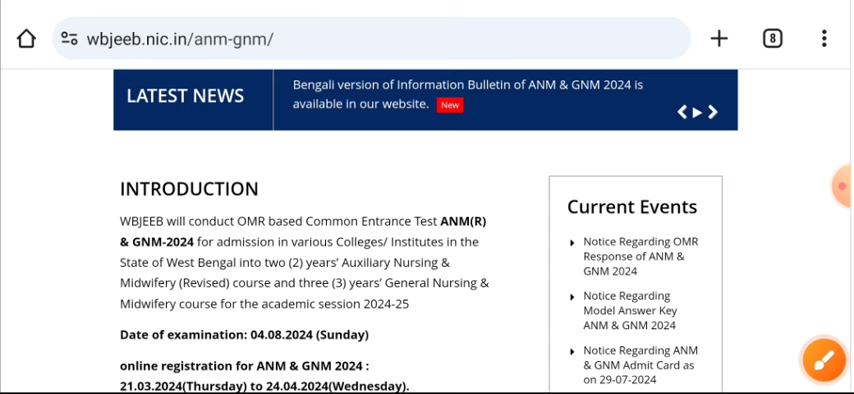 wbjeeb.nic.in/anm-gnm/
8
LATEST NEWS
Bengali version of Information Bulletin of ANM & GNM 2024 is
available in our website. New
INTRODUCTION
WBJEEB will conduct OMR based Common Entrance Test ANM(R)
& GNM-2024 for admission in various Colleges/ Institutes in the
State of West Bengal into two (2) years’ Auxiliary Nursing &
Midwifery (Revised) course and three (3) years’ General Nursing &
Midwifery course for the academic session 2024-25
Date of examination: 04.08.2024 (Sunday)
online registration for ANM & GNM 2024 :
21.03.2024(Thursday) to 24.04.2024(Wednesday).
Current Events
Notice Regarding OMR
Response of ANM &
GNM 2024
Notice Regarding
Model Answer Key
ANM & GNM 2024
Notice Regarding ANM
& GNM Admit Card as
on 29-07-2024